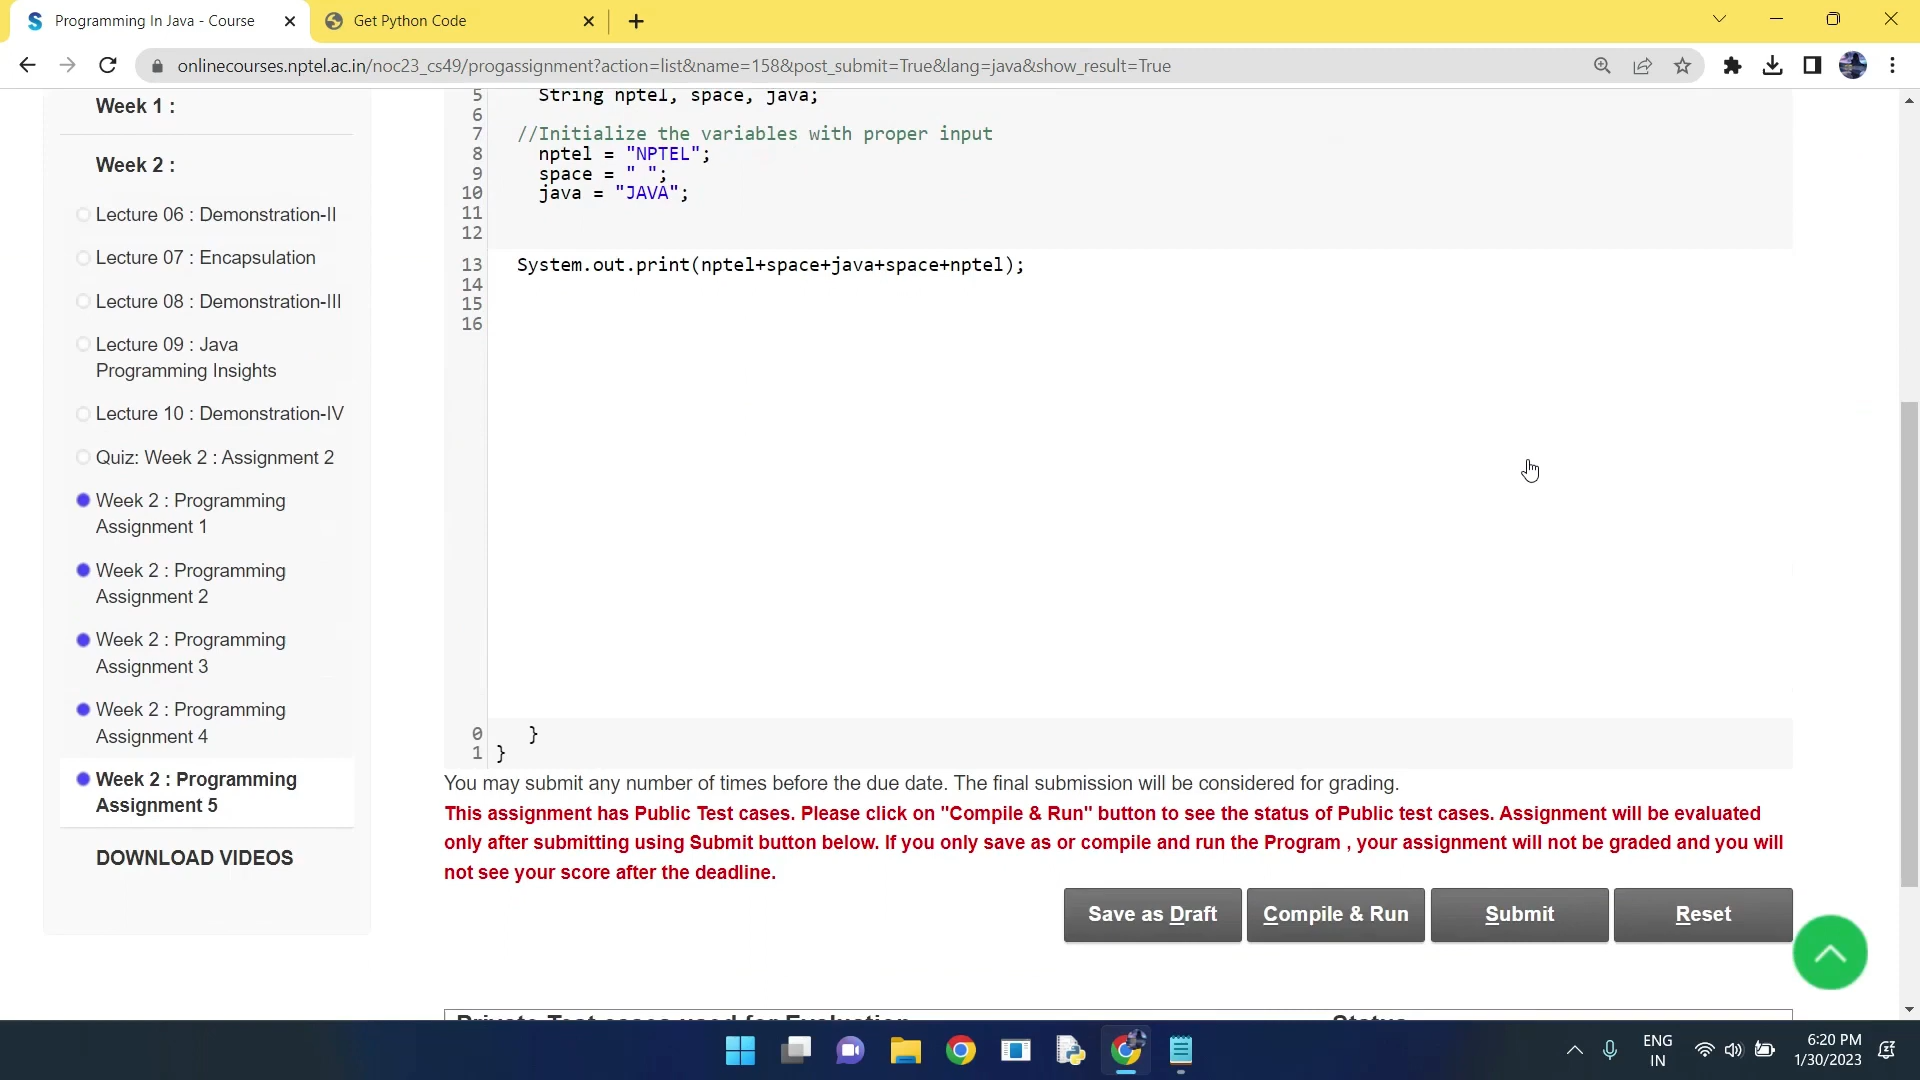 Programming In Java - Course
Get Python Code
onlinecourses.nptel.ac.in/noc23_cs49/progassignment?action=list&name=158&post_submit=True&lang=java&show_result=True
Week 1 :
Week 2 :
Lecture 06 : Demonstration-II
Lecture 07 : Encapsulation
Lecture 08 : Demonstration-III
Lecture 09 : Java
Programming Insights
Lecture 10 : Demonstration-IV
Quiz: Week 2 : Assignment 2
Week 2 : Programming
Assignment 1
Week 2 : Programming
Assignment 2
Week 2 : Programming
Assignment 3
Week 2 : Programming
Assignment 4
Week 2 : Programming
Assignment 5
DOWNLOAD VIDEOS
5 String nptel, space, java;
6
7 //Initialize the variables with proper input
8 nptel = "NPTEL";
9 space = " ";
10 java = "JAVA";
11
12
13 System.out.print(nptel+space+java+space+nptel);
14
15
16
0 }
1 }
You may submit any number of times before the due date. The final submission will be considered for grading.
This assignment has Public Test cases. Please click on "Compile & Run" button to see the status of Public test cases. Assignment will be evaluated
only after submitting using Submit button below. If you only save as or compile and run the Program , your assignment will not be graded and you will
not see your score after the deadline.
Save as Draft
Compile & Run
Submit
Reset
Private Test cases used for Evaluation
Status
ENG
IN
6:20 PM
1/30/2023